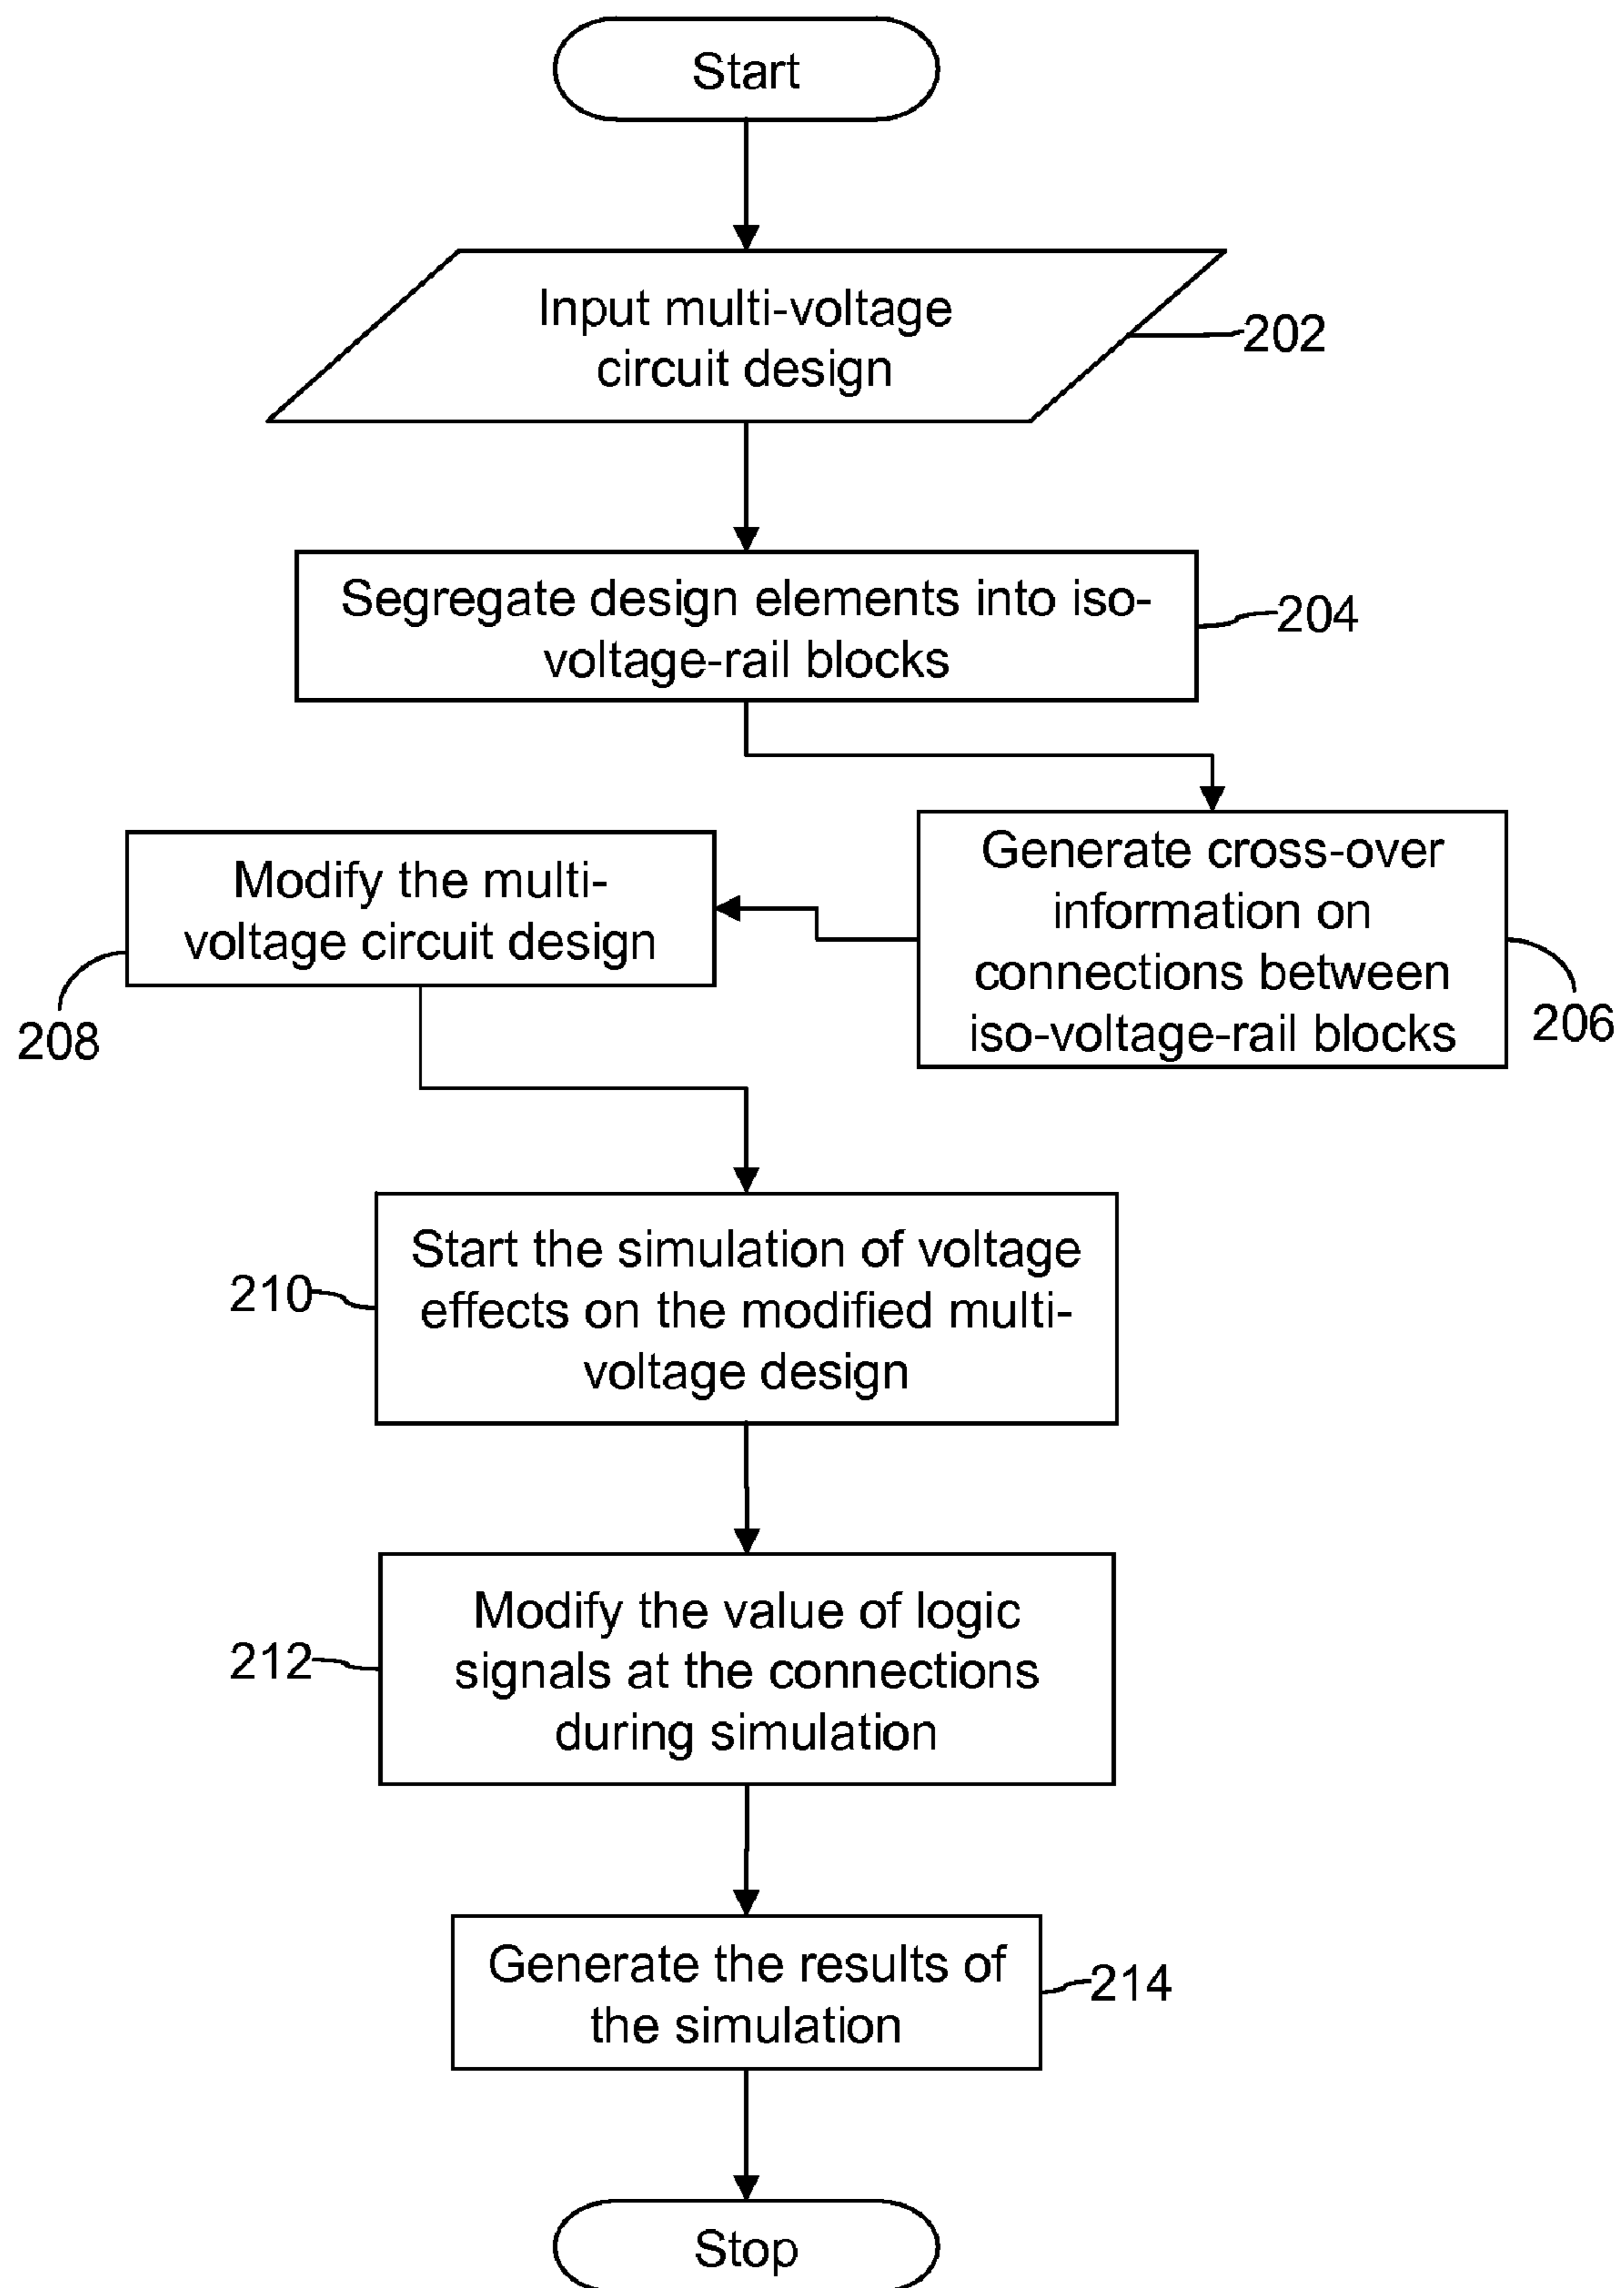 Start
Input multi-voltage
circuit design
202
Segregate design elements into iso-
voltage-rail blocks
204
Generate cross-over
information on
connections between
iso-voltage-rail blocks
206
Modify the multi-
voltage circuit design
208
Start the simulation of voltage
effects on the modified multi-
voltage design
210
Modify the value of logic
signals at the connections
during simulation
212
Generate the results of
the simulation
214
Stop